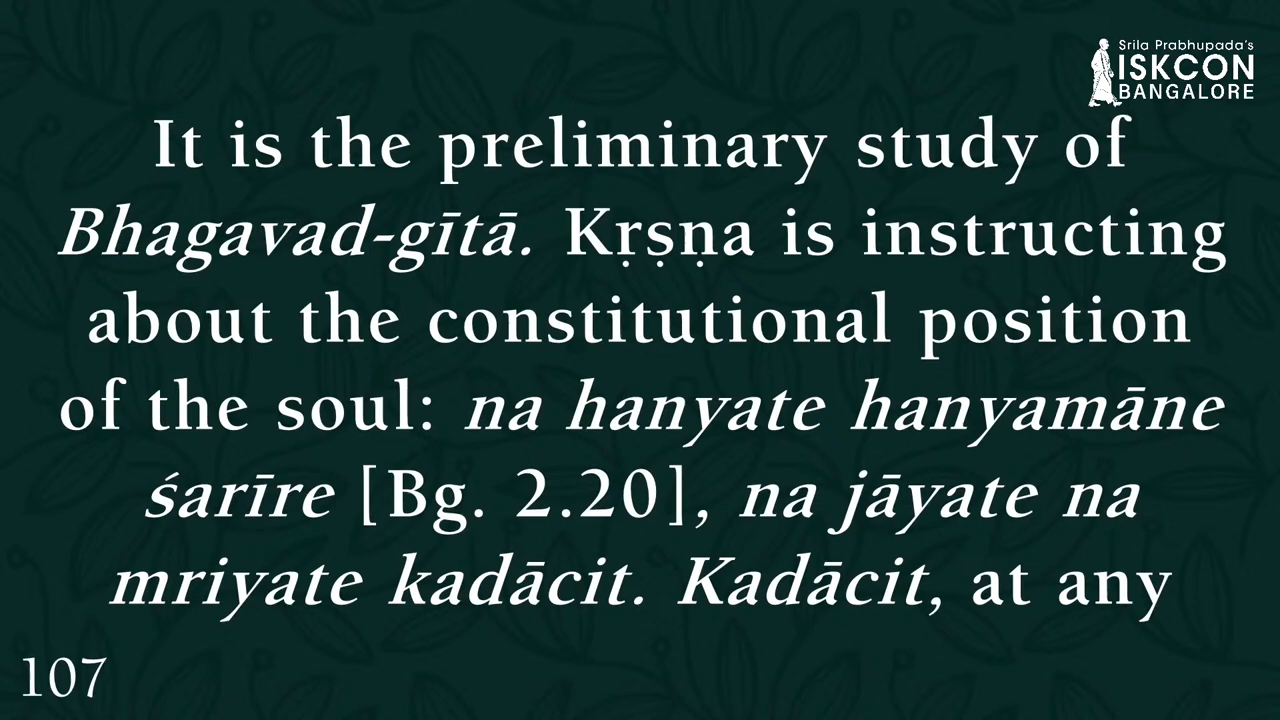 Srila Prabhupada's
ISKCON
BANGALORE
It is the preliminary study of
Bhagavad-gītā. Kṛṣṇa is instructing
about the constitutional position
of the soul: na hanyate hanyamāne
śarīre [Bg. 2.20], na jāyate na
mriyate kadācit. Kadācit, at any
107